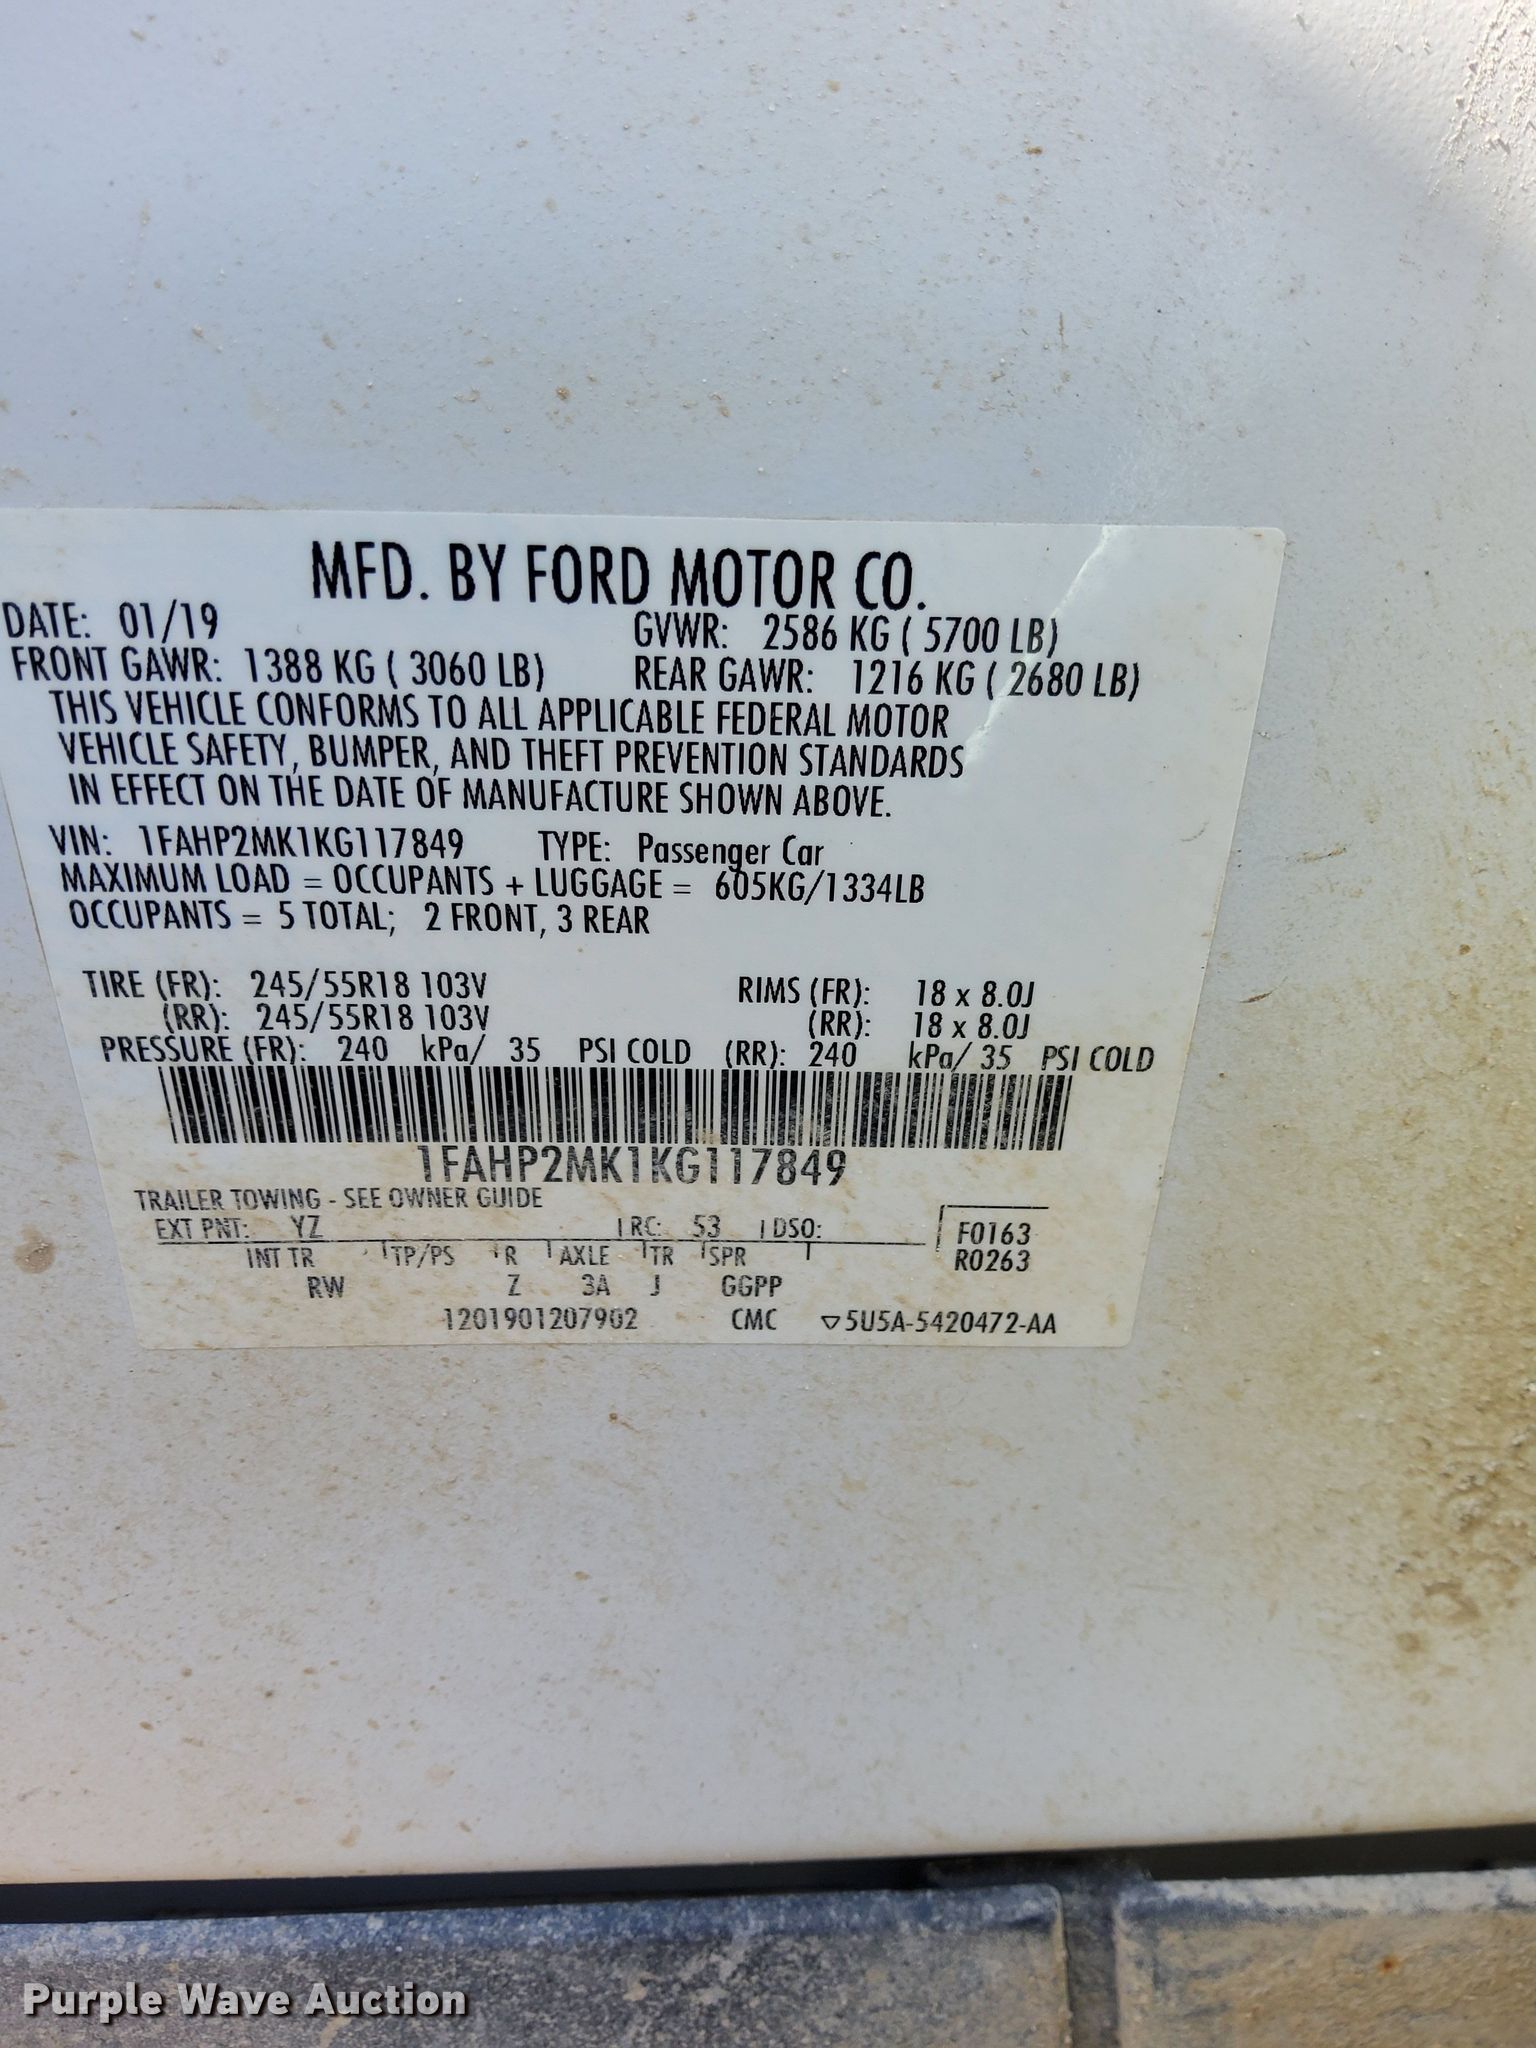 MFD. BY FORD MOTOR CO.
DATE: 01/19 GVWR: 2586 KG ( 5700 LB)
FRONT GAWR: 1388 KG ( 3060 LB) REAR GAWR: 1216 KG ( 2680 LB)
THIS VEHICLE CONFORMS TO ALL APPLICABLE FEDERAL MOTOR
VEHICLE SAFETY, BUMPER, AND THEFT PREVENTION STANDARDS
IN EFFECT ON THE DATE OF MANUFACTURE SHOWN ABOVE.
VIN: 1FAHP2MK1KG117849 TYPE: Passenger Car
MAXIMUM LOAD = OCCUPANTS + LUGGAGE = 605KG/1334LB
OCCUPANTS = 5 TOTAL; 2 FRONT, 3 REAR
TIRE (FR): 245/55R18 103V RIMS (FR): 18 x 8.0J
(RR): 245/55R18 103V (RR): 18 x 8.0J
PRESSURE (FR): 240 kPa/ 35 PSI COLD (RR): 240 kPa/ 35 PSI COLD
1FAHP2MK1KG117849
TRAILER TOWING - SEE OWNER GUIDE
EXT PNT: YZ RC: 53 DSO: F0163
INT TR TP/PS R AXLE TR SPR R0263
RW Z 3A J GGPP
1201901207902 CMC ▽5U5A-5420472-AA
Purple Wave Auction